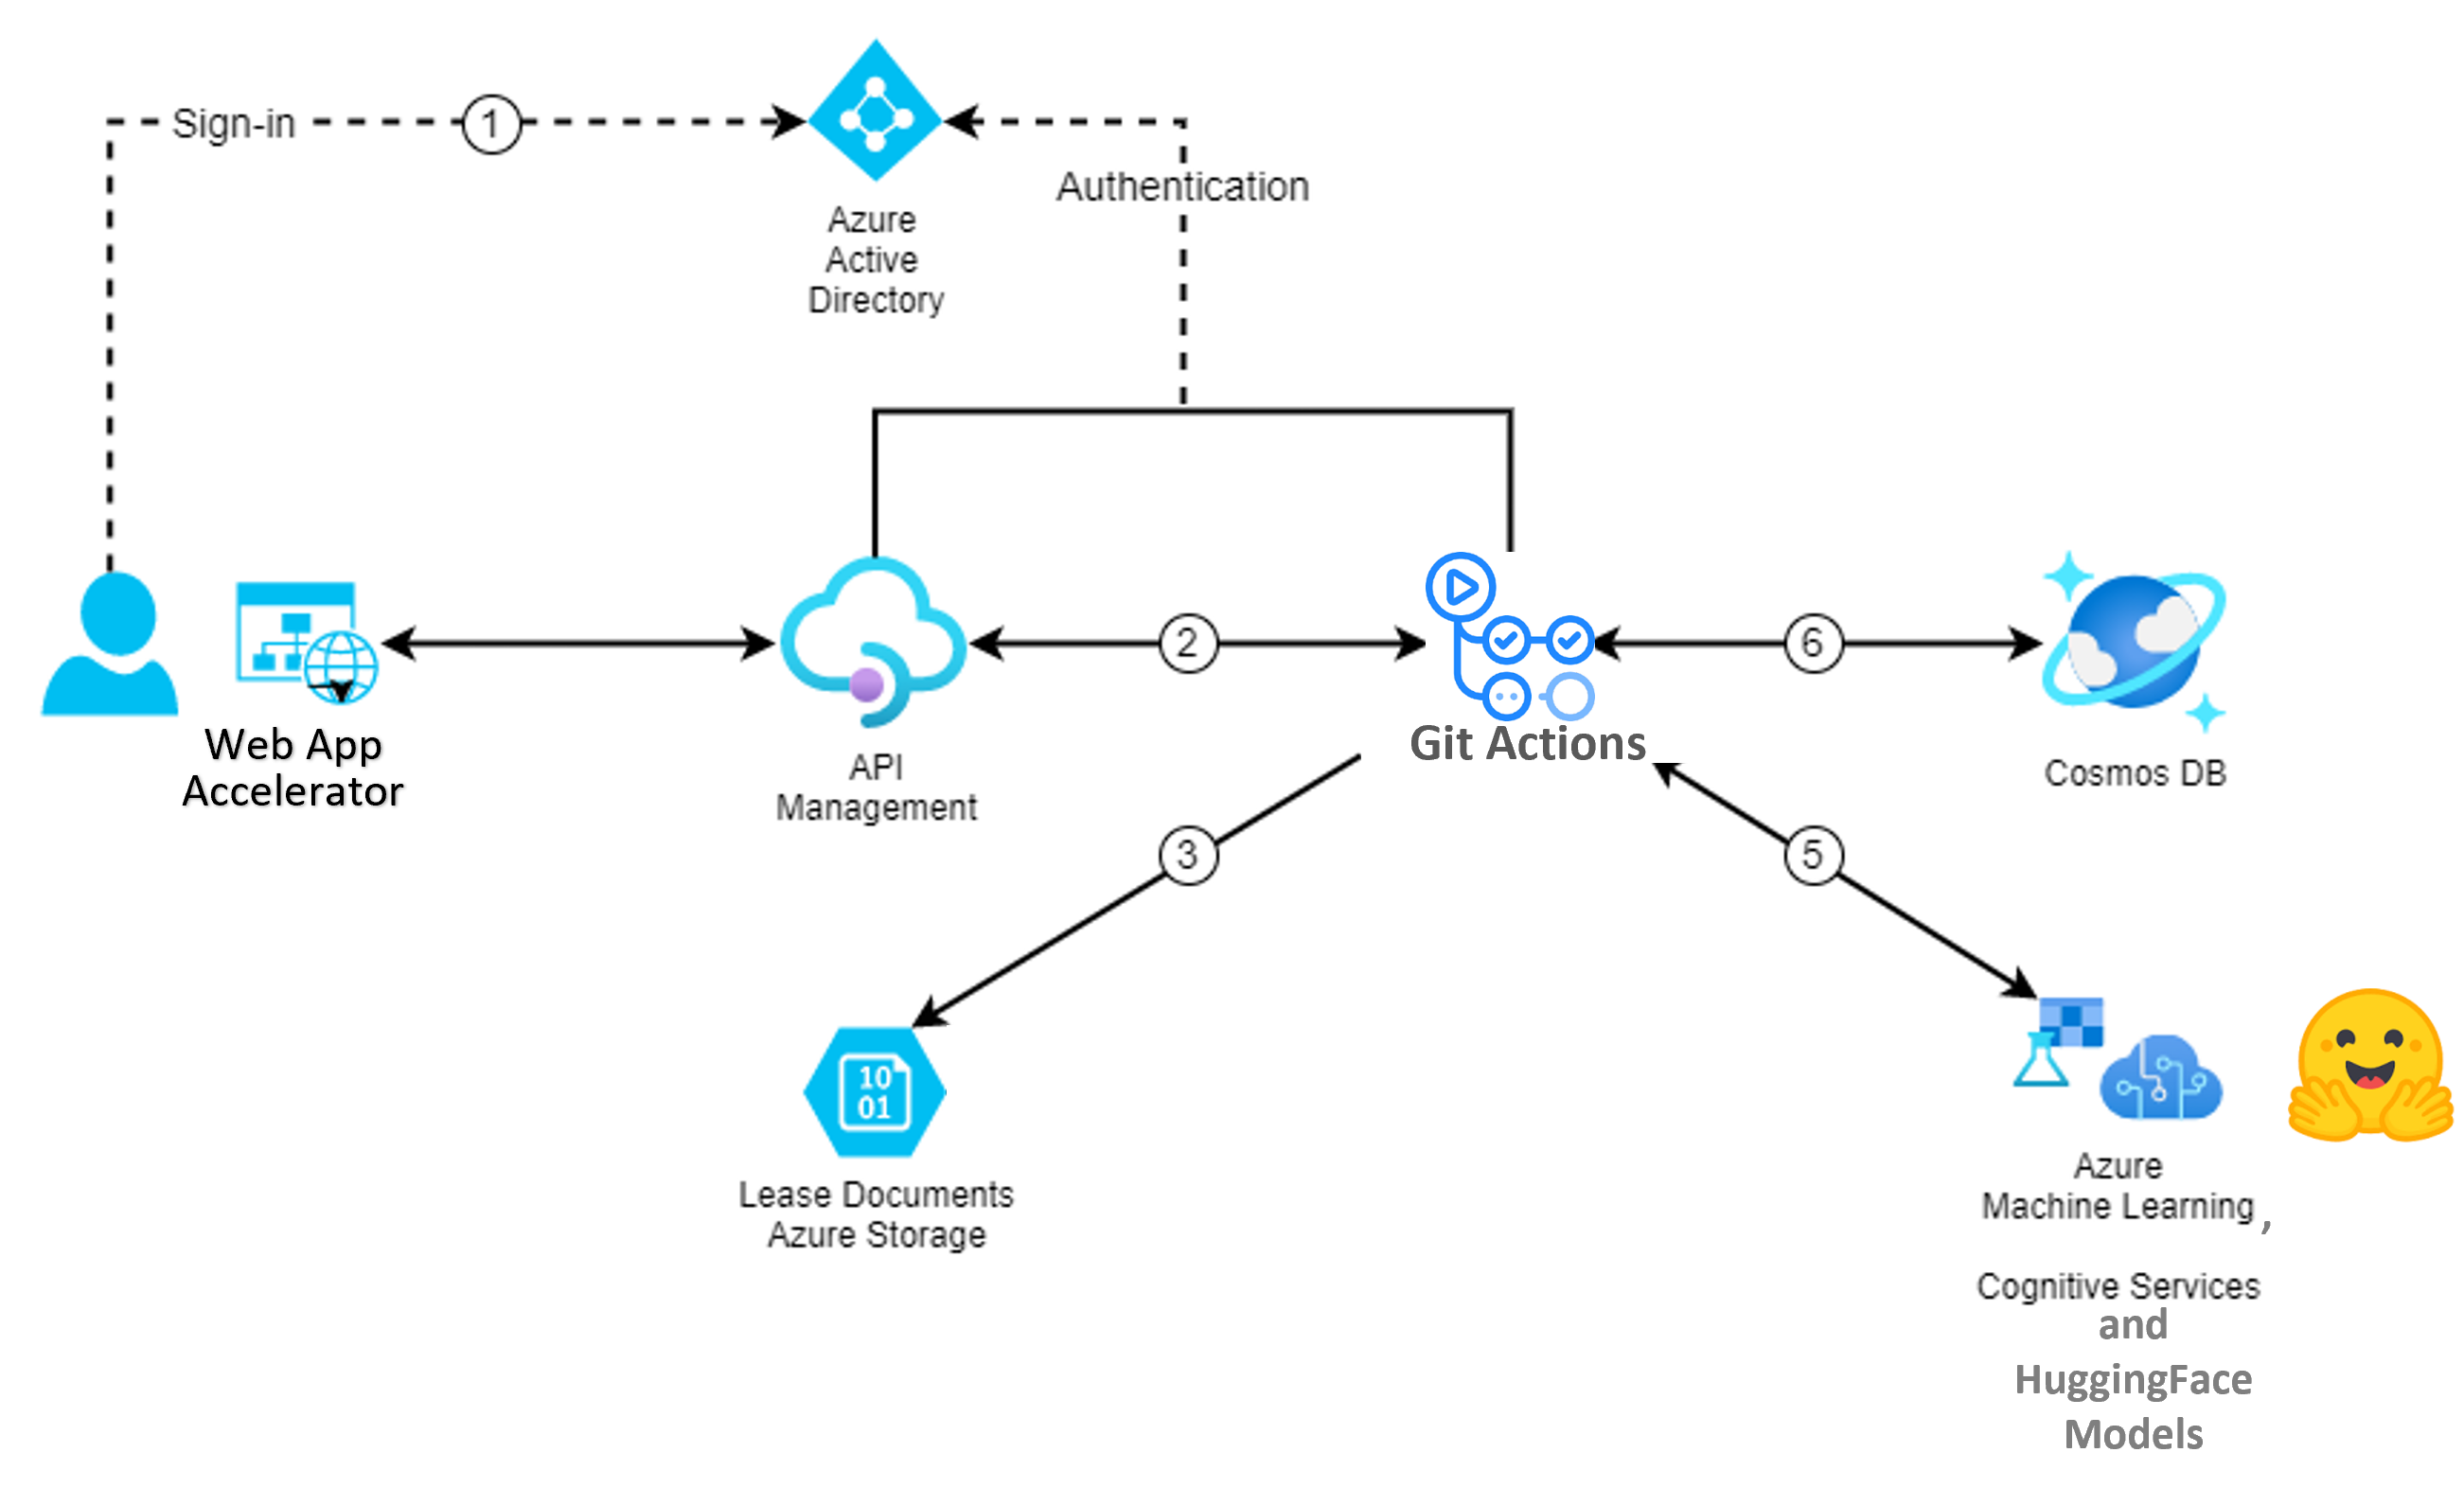 Sign-in
1
Authentication
Azure
Active
Directory
Web App
Accelerator
API
Management
2
Git Actions
6
Cosmos DB
3
5
10
01
Lease Documents
Azure Storage
Azure
Machine Learning ,
Cognitive Services
and
HuggingFace
Models